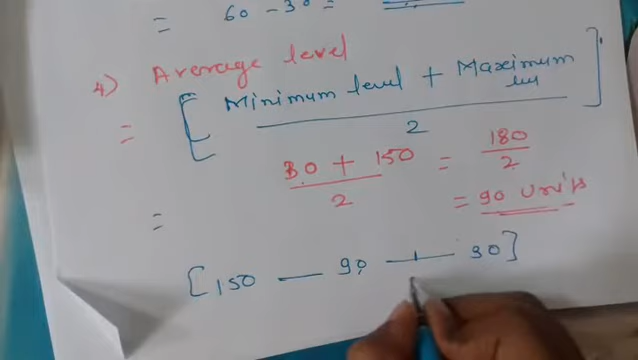 = 60 - 30 =
4) Average level
= [ Minimum level + Maximum level / 2 ]
= 30 + 150 / 2 = 180 / 2
= 90 Units
[150 — 90 — 30]